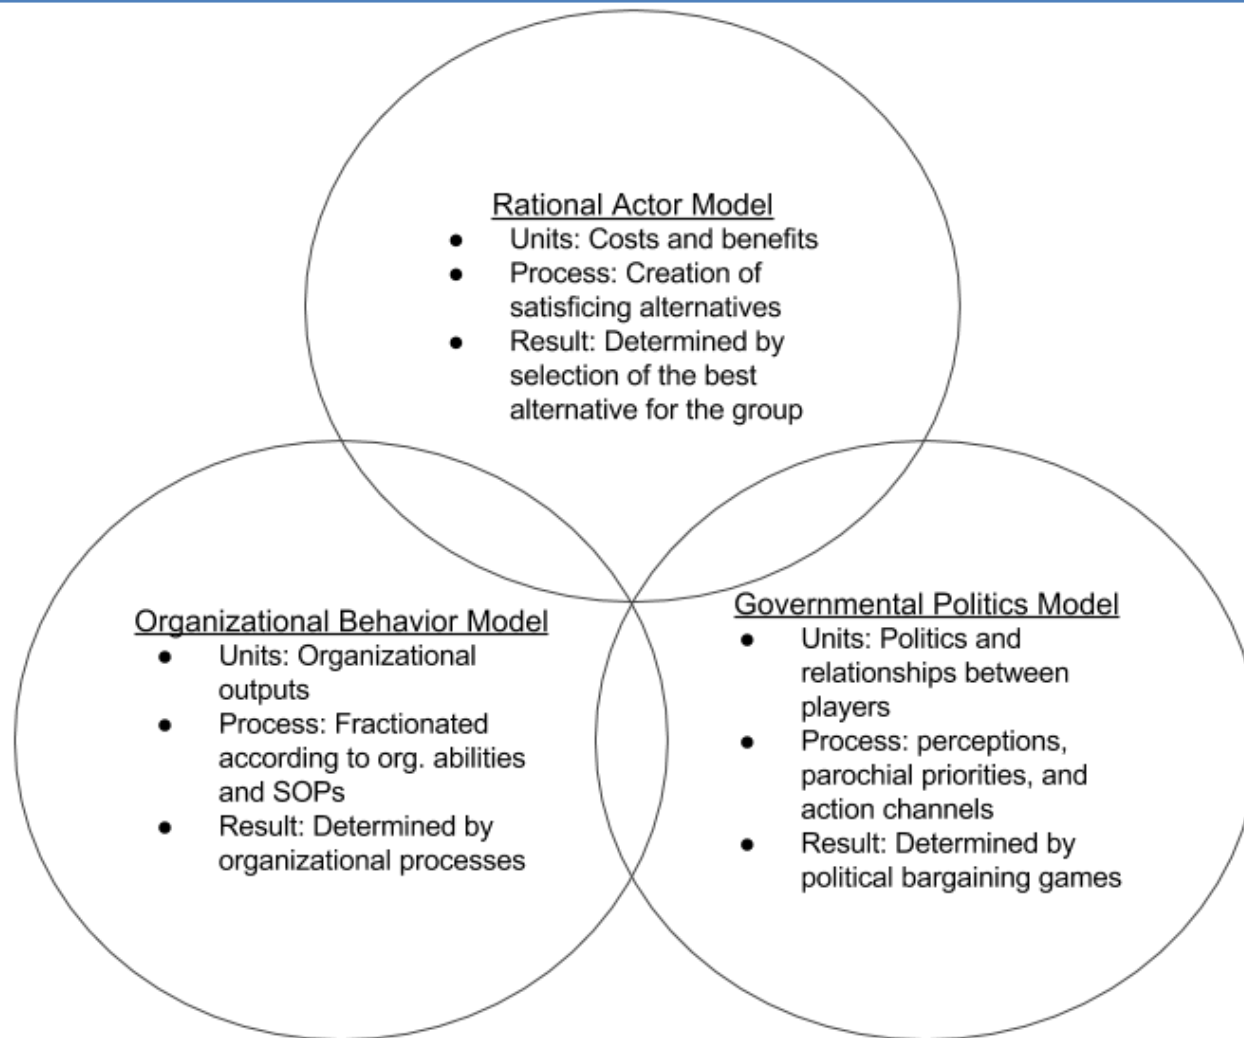 Rational Actor Model
● Units: Costs and benefits
● Process: Creation of
satisficing alternatives
● Result: Determined by
selection of the best
alternative for the group
Organizational Behavior Model
● Units: Organizational
outputs
● Process: Fractionated
according to org. abilities
and SOPs
● Result: Determined by
organizational processes
Governmental Politics Model
● Units: Politics and
relationships between
players
● Process: perceptions,
parochial priorities, and
action channels
● Result: Determined by
political bargaining games